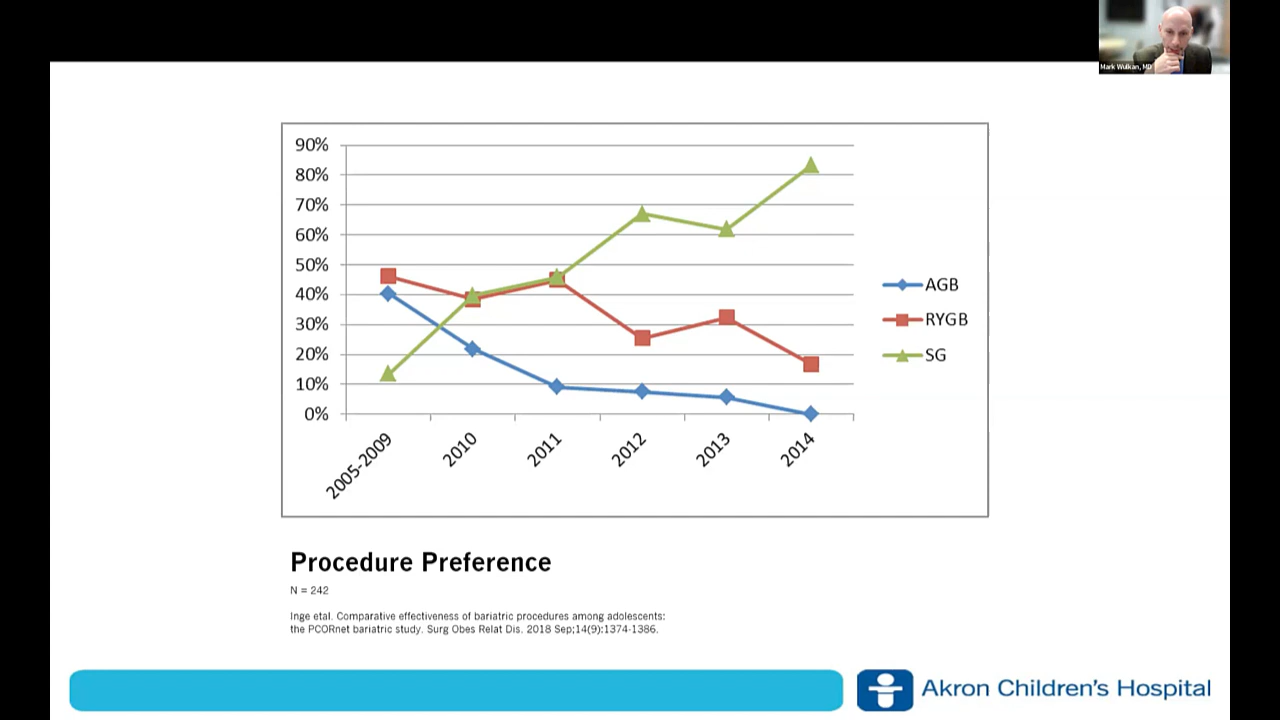 Mark Wulkan, MD
90%
80%
70%
60%
50%
40%
30%
20%
10%
0%
2005-2009
2010
2011
2012
2013
2014
AGB
RYGB
SG
Procedure Preference
N = 242
Inge etal. Comparative effectiveness of bariatric procedures among adolescents:
the PCORnet bariatric study. Surg Obes Relat Dis. 2018 Sep;14(9):1374-1386.
Akron Children's Hospital